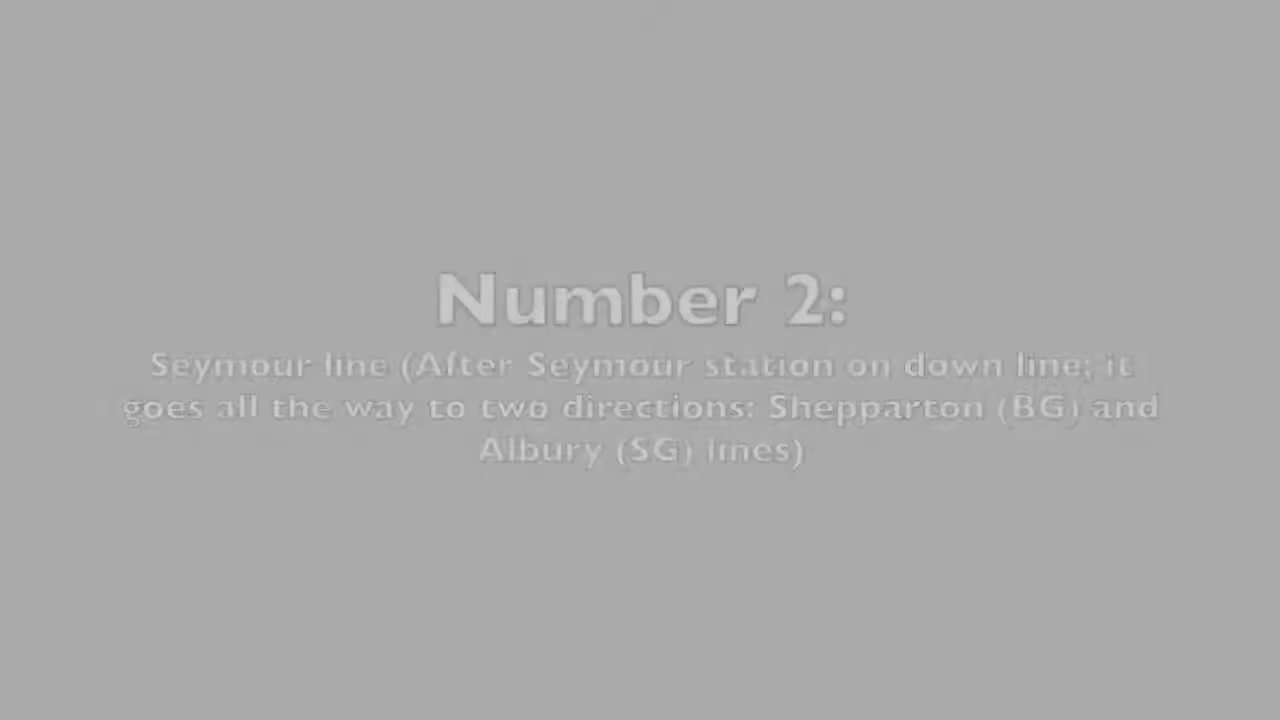 Number 2:
Seymour line (After Seymour station on down line; it
goes all the way to two directions: Shepparton (BG) and
Albury (SG) lines)